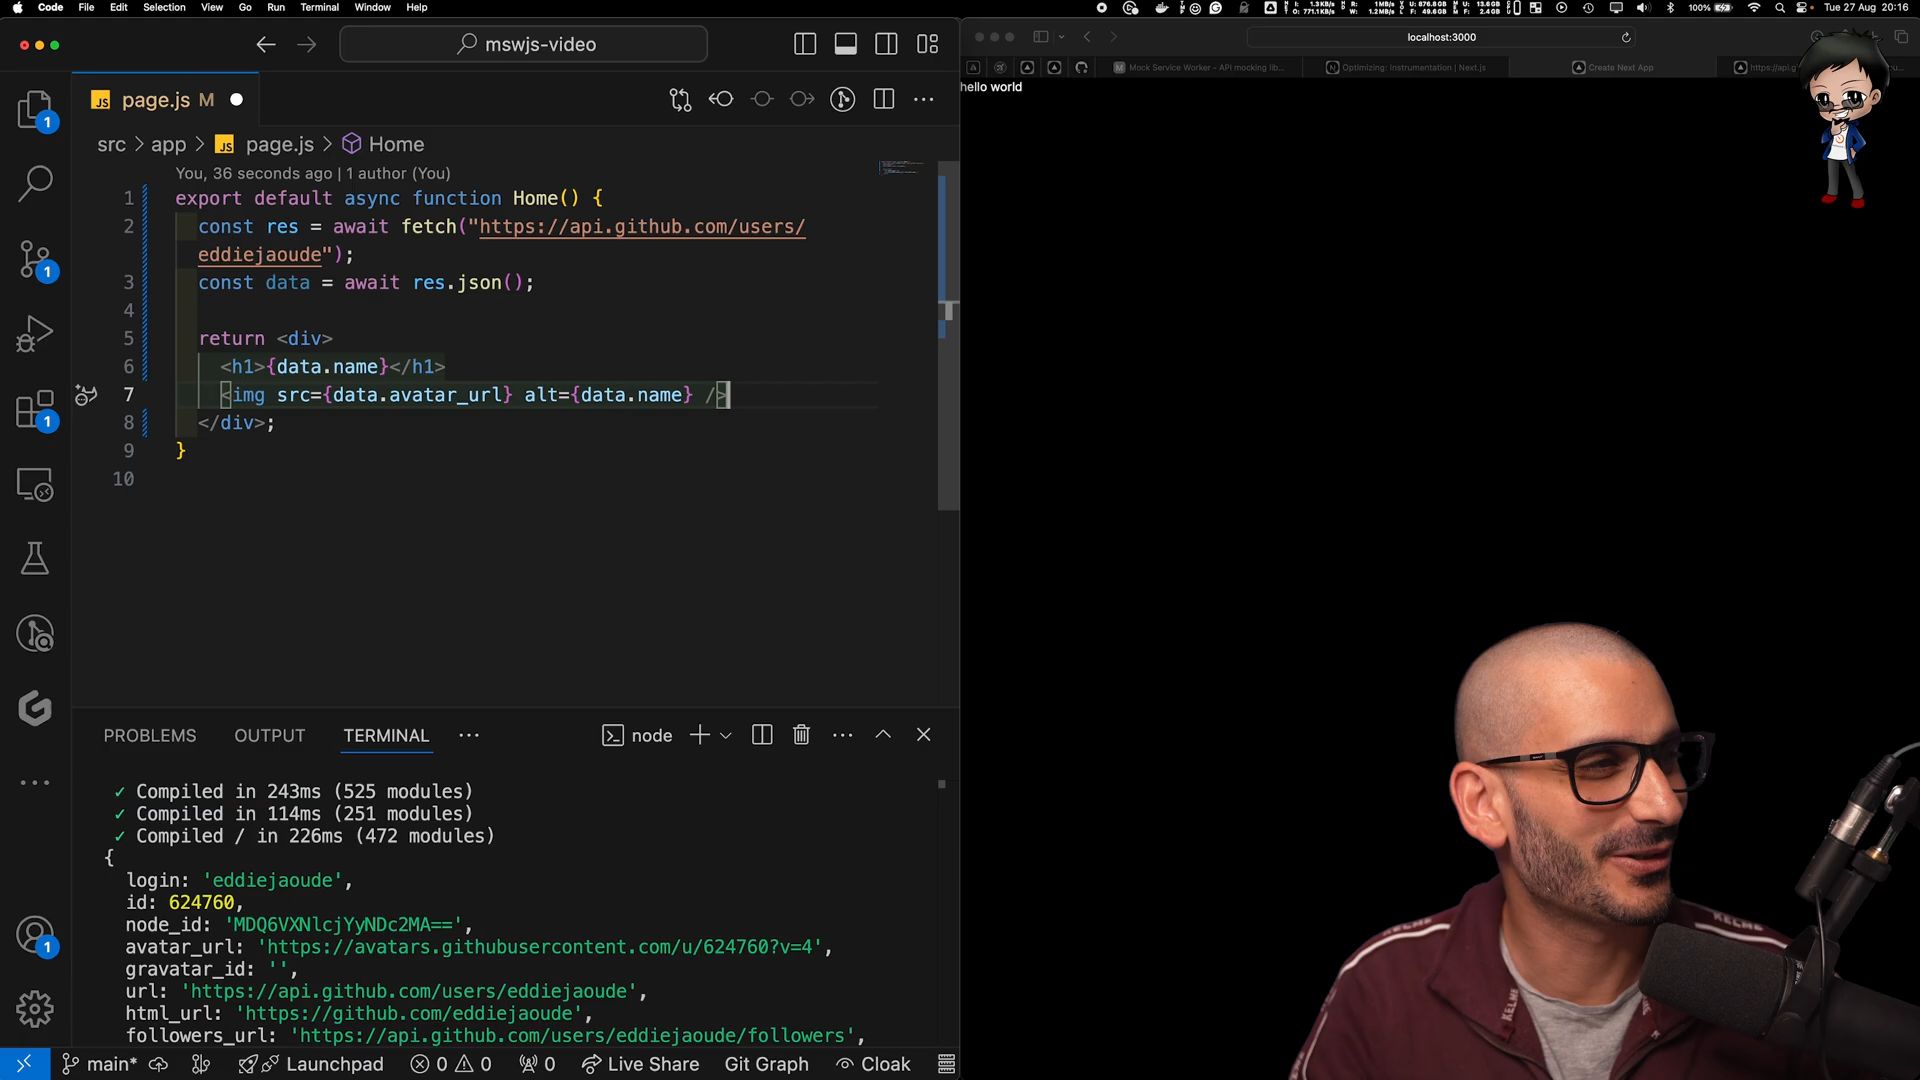 Code File Edit Selection View Go Run Terminal Window Help
100%
Tue 27 Aug 20:16
mswjs-video
localhost:3000
Mock Service Worker - API mocking lib...
Optimizing: Instrumentation | Next.js
Create Next App
page.js M
hello world
src > app > JS page.js > Home
You, 36 seconds ago | 1 author (You)
1 export default async function Home() {
2 const res = await fetch("https://api.github.com/users/
eddiejaoude");
3 const data = await res.json();
4
5 return <div>
6 <h1>{data.name}</h1>
7 <img src={data.avatar_url} alt={data.name} />
8 </div>;
9 }
10
PROBLEMS OUTPUT TERMINAL ··· node
✓ Compiled in 243ms (525 modules)
✓ Compiled in 114ms (251 modules)
✓ Compiled / in 226ms (472 modules)
{
login: 'eddiejaoude',
id: 624760,
node_id: 'MDQ6VXNlcjYyNDc2MA==',
avatar_url: 'https://avatars.githubusercontent.com/u/624760?v=4',
gravatar_id: '',
url: 'https://api.github.com/users/eddiejaoude',
html_url: 'https://github.com/eddiejaoude',
followers_url: 'https://api.github.com/users/eddiejaoude/followers',
main* Launchpad 0 0 0 Live Share Git Graph Cloak
KELME
KELME